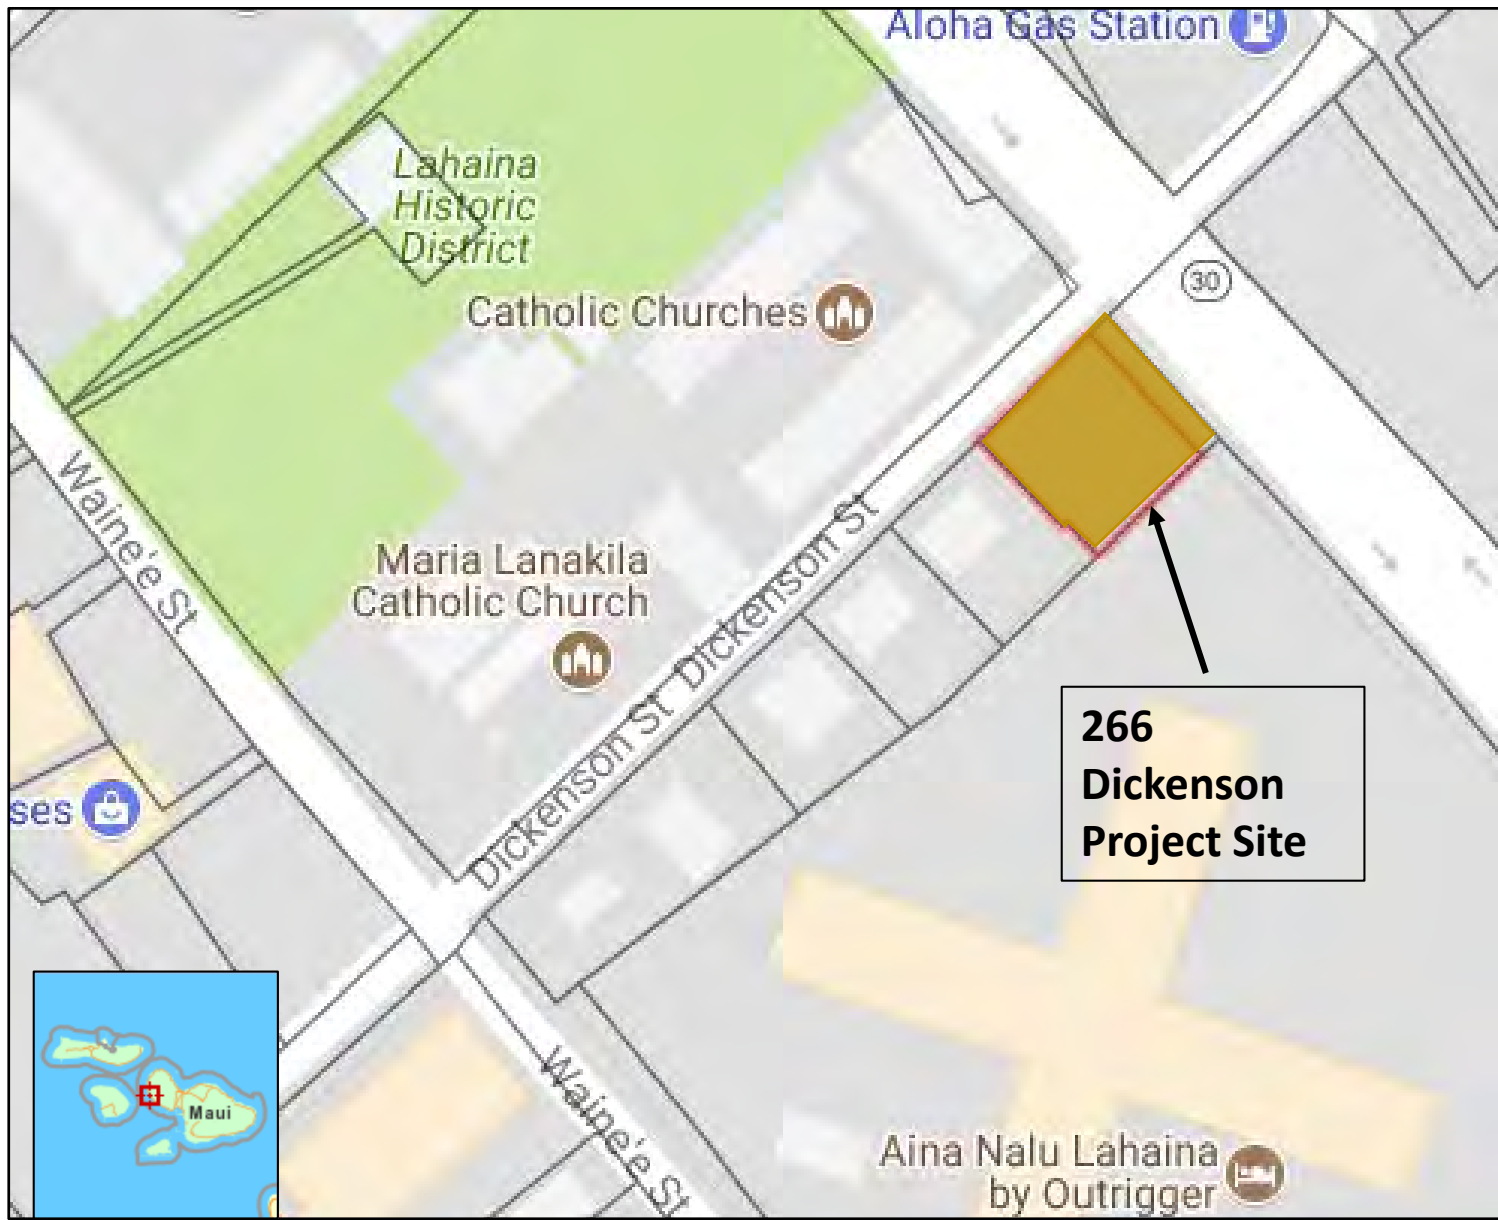 Aloha Gas Station
Lahaina
Historic
District
Catholic Churches
30
Waine'e St
Maria Lanakila
Catholic Church
Dickenson St
Dickenson St
266
Dickenson
Project Site
ses
Maui
Waine'e St
Aina Nalu Lahaina
by Outrigger